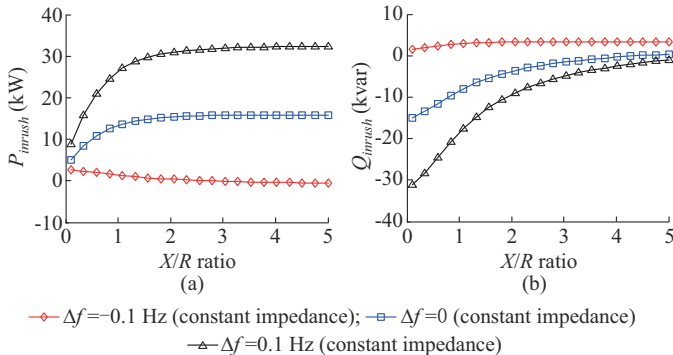 40
30
20
10
0
-10
0 1 2 3 4 5
P_inrush (kW)
X/R ratio
(a)
10
0
-10
-20
-30
-40
0 1 2 3 4 5
Q_inrush (kvar)
X/R ratio
(b)
Δf=−0.1 Hz (constant impedance); Δf=0 (constant impedance)
Δf=0.1 Hz (constant impedance)